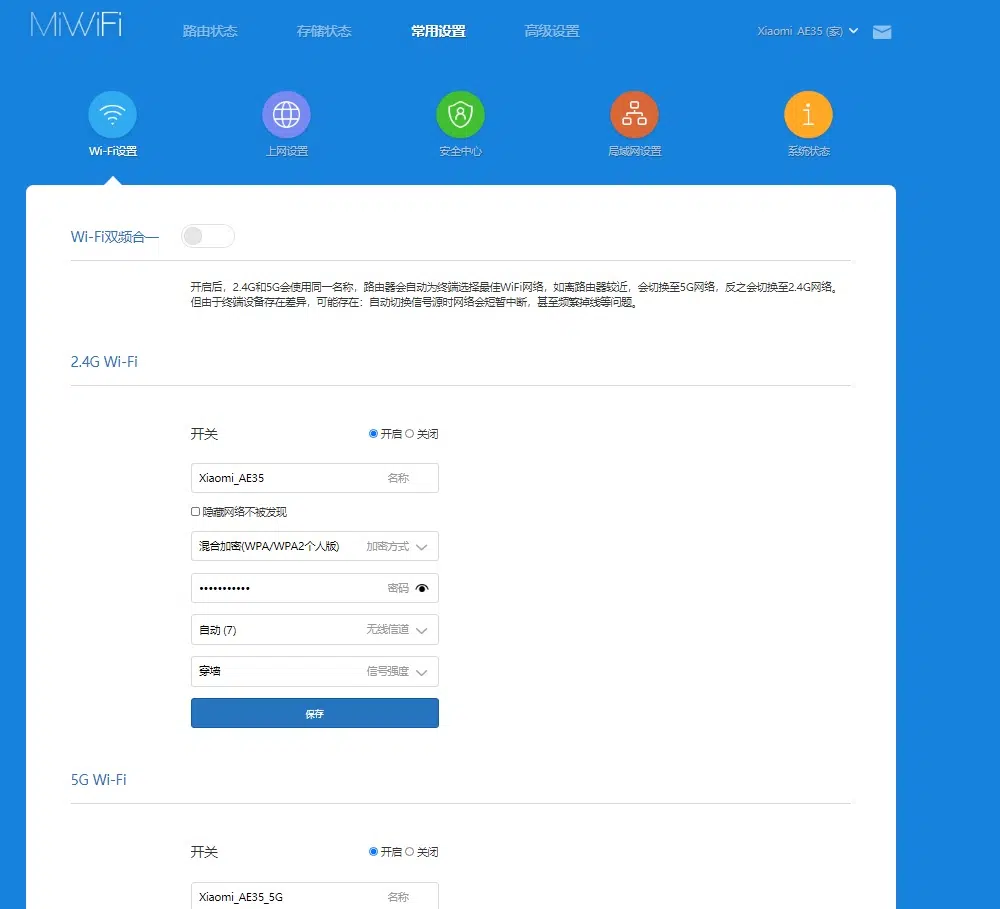 MiWiFi 路由状态 存储状态 常用设置 高级设置 Xiaomi AE35 (家)
Wi-Fi设置 上网设置 安全中心 局域网设置 系统状态
Wi-Fi双频合一
开启后，2.4G和5G会使用同一名称，路由器会自动为终端选择最佳WiFi网络，如离路由器较近，会切换至5G网络，反之会切换至2.4G网络。
但由于终端设备存在差异，可能存在：自动切换信号源时网络会短暂中断，甚至频繁掉线等问题。
2.4G Wi-Fi
开关 开启 关闭
Xiaomi_AE35 名称
隐藏网络不被发现
混合加密(WPA/WPA2个人版) 加密方式
••••••••••• 密码
自动 (7) 无线信道
穿墙 信号强度
保存
5G Wi-Fi
开关 开启 关闭
Xiaomi_AE35_5G 名称